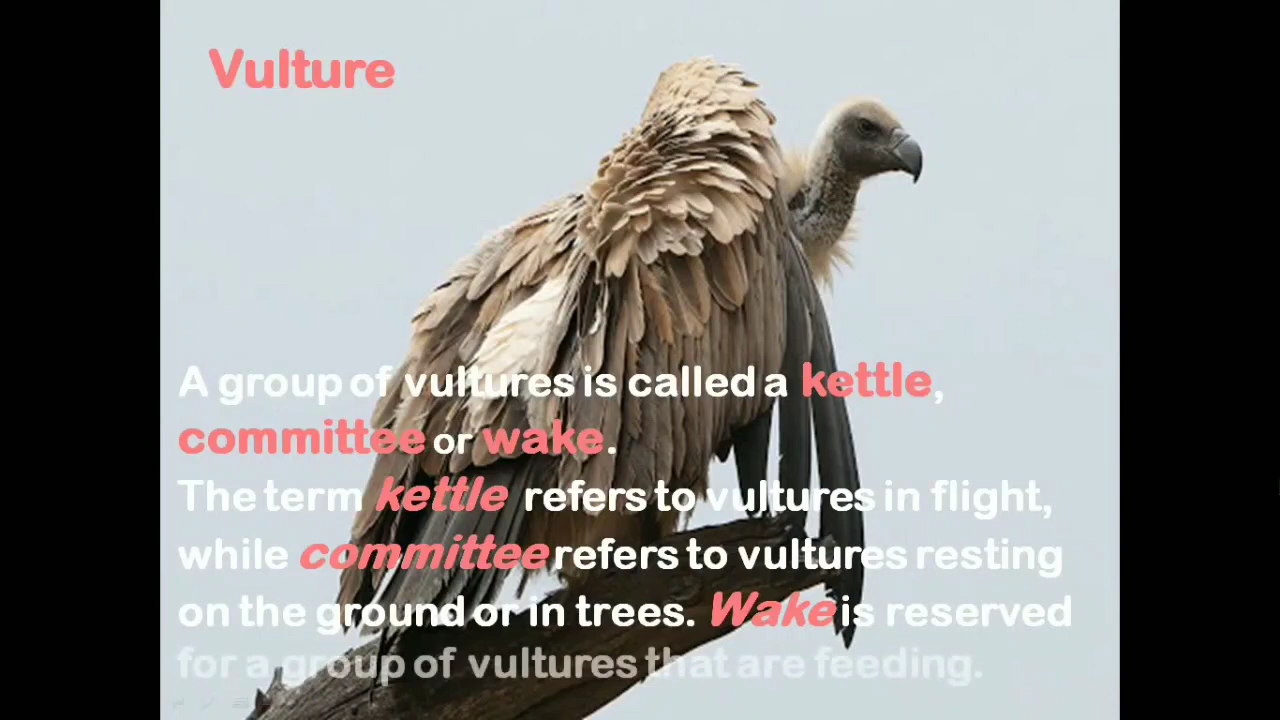 Vulture
A group of vultures is called a kettle,
committee or wake.
The term kettle refers to vultures in flight,
while committee refers to vultures resting
on the ground or in trees. Wake is reserved
for a group of vultures that are feeding.